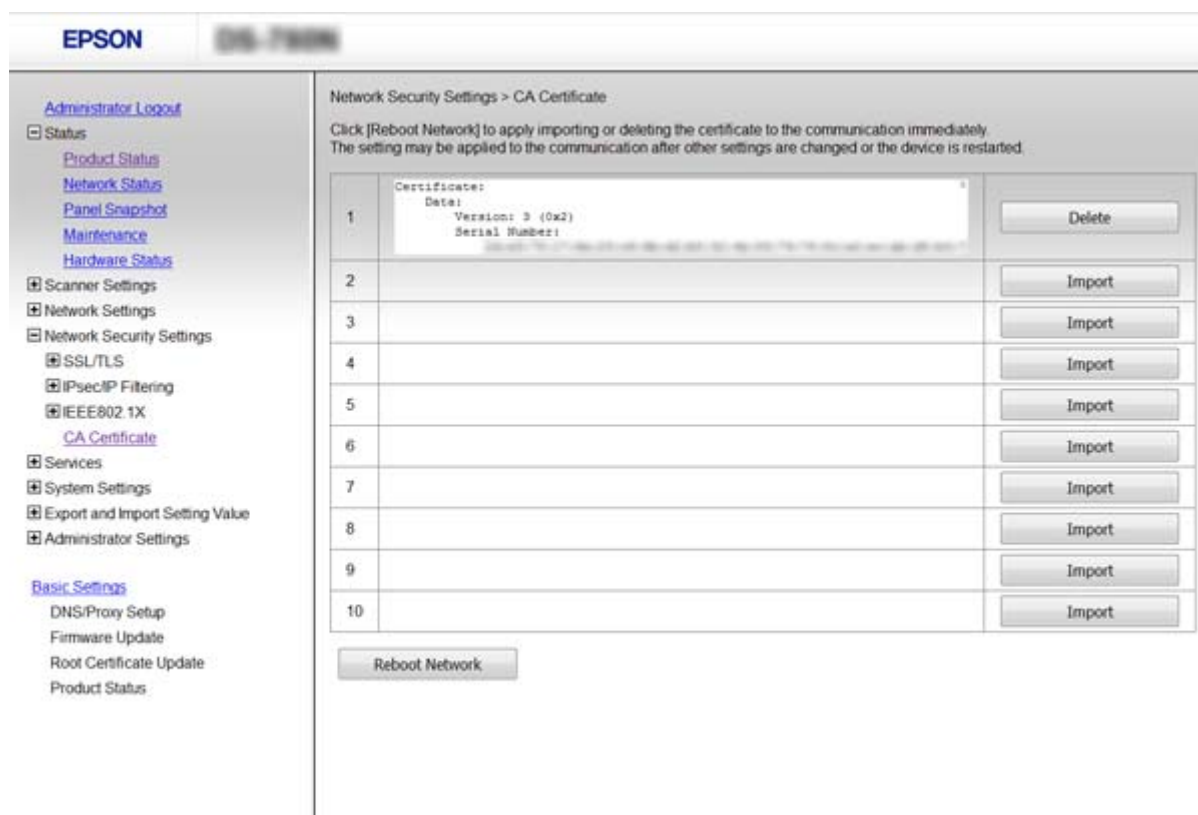 EPSON
Administrator Logout
Status
Product Status
Network Status
Panel Snapshot
Maintenance
Hardware Status
Scanner Settings
Network Settings
Network Security Settings
SSL/TLS
IPsec/IP Filtering
IEEE802.1X
CA Certificate
Services
System Settings
Export and Import Setting Value
Administrator Settings
Basic Settings
DNS/Proxy Setup
Firmware Update
Root Certificate Update
Product Status
Network Security Settings > CA Certificate
Click [Reboot Network] to apply importing or deleting the certificate to the communication immediately.
The setting may be applied to the communication after other settings are changed or the device is restarted.
1
Certificate:
Data:
Version: 3 (0x2)
Serial Number:
Delete
2 Import
3 Import
4 Import
5 Import
6 Import
7 Import
8 Import
9 Import
10 Import
Reboot Network